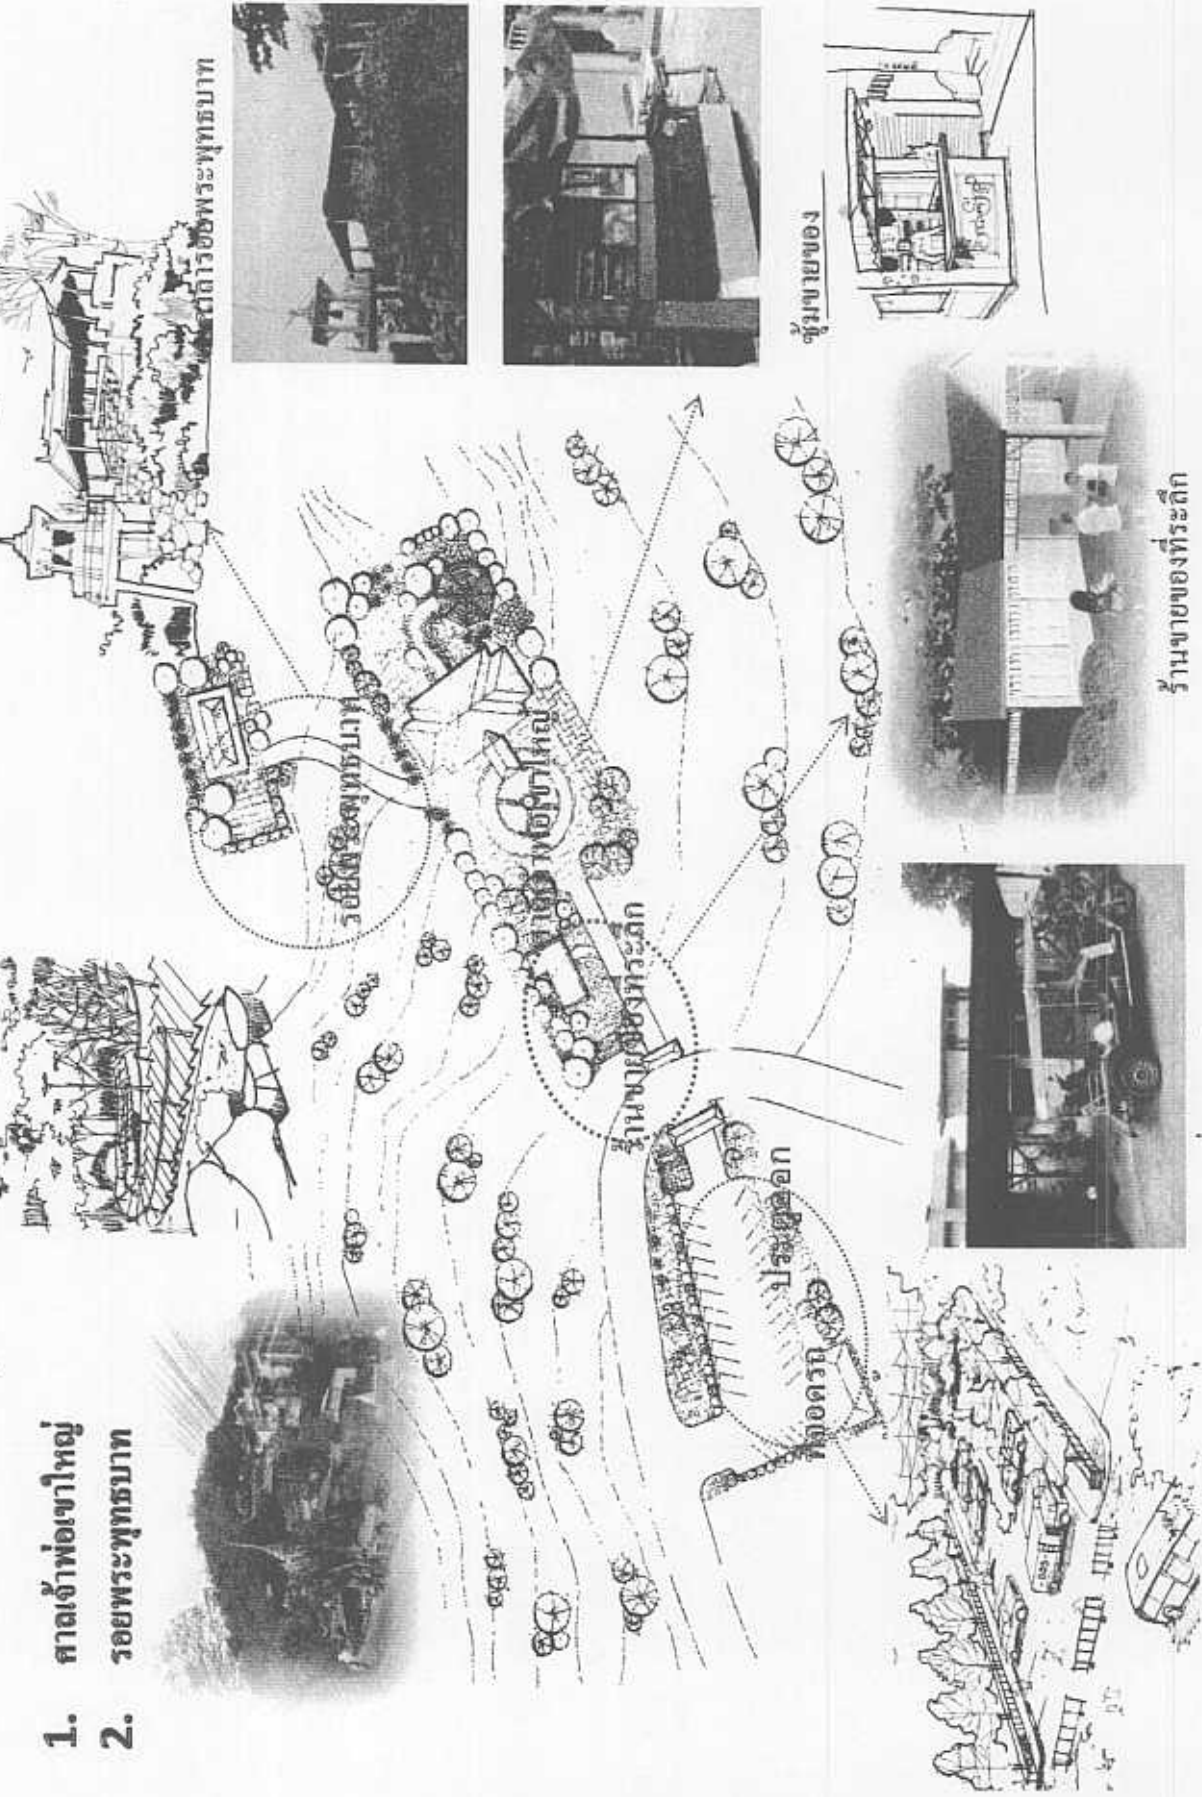 1. ศาลเจ้าพ่อเขาใหญ่
2. รอยพระพุทธบาท
ศาลารอยพระพุทธบาท
รอยพระพุทธบาท
ศาลเจ้าพ่อเขาใหญ่
ร้านขายของที่ระลึก
ประตูออก
ที่จอดรถ
ซุ้มขายของ
ร้านขายของที่ระลึก